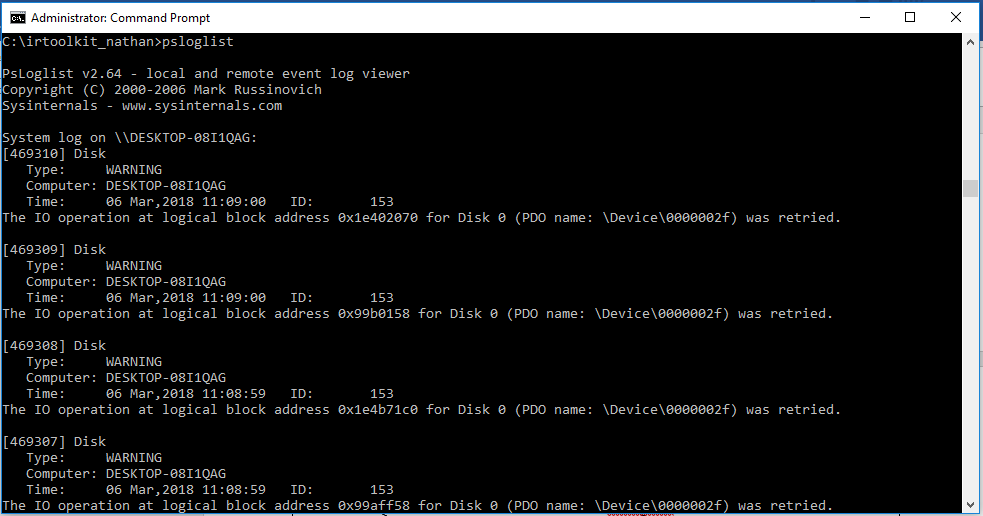 Administrator: Command Prompt
C:\irtoolkit_nathan>psloglist
PsLoglist v2.64 - local and remote event log viewer
Copyright (C) 2000-2006 Mark Russinovich
Sysinternals - www.sysinternals.com
System log on \\DESKTOP-08I1QAG:
[469310] Disk
Type: WARNING
Computer: DESKTOP-08I1QAG
Time: 06 Mar,2018 11:09:00 ID: 153
The IO operation at logical block address 0x1e402070 for Disk 0 (PDO name: \Device\0000002f) was retried.
[469309] Disk
Type: WARNING
Computer: DESKTOP-08I1QAG
Time: 06 Mar,2018 11:09:00 ID: 153
The IO operation at logical block address 0x99b0158 for Disk 0 (PDO name: \Device\0000002f) was retried.
[469308] Disk
Type: WARNING
Computer: DESKTOP-08I1QAG
Time: 06 Mar,2018 11:08:59 ID: 153
The IO operation at logical block address 0x1e4b71c0 for Disk 0 (PDO name: \Device\0000002f) was retried.
[469307] Disk
Type: WARNING
Computer: DESKTOP-08I1QAG
Time: 06 Mar,2018 11:08:59 ID: 153
The IO operation at logical block address 0x99aff58 for Disk 0 (PDO name: \Device\0000002f) was retried.